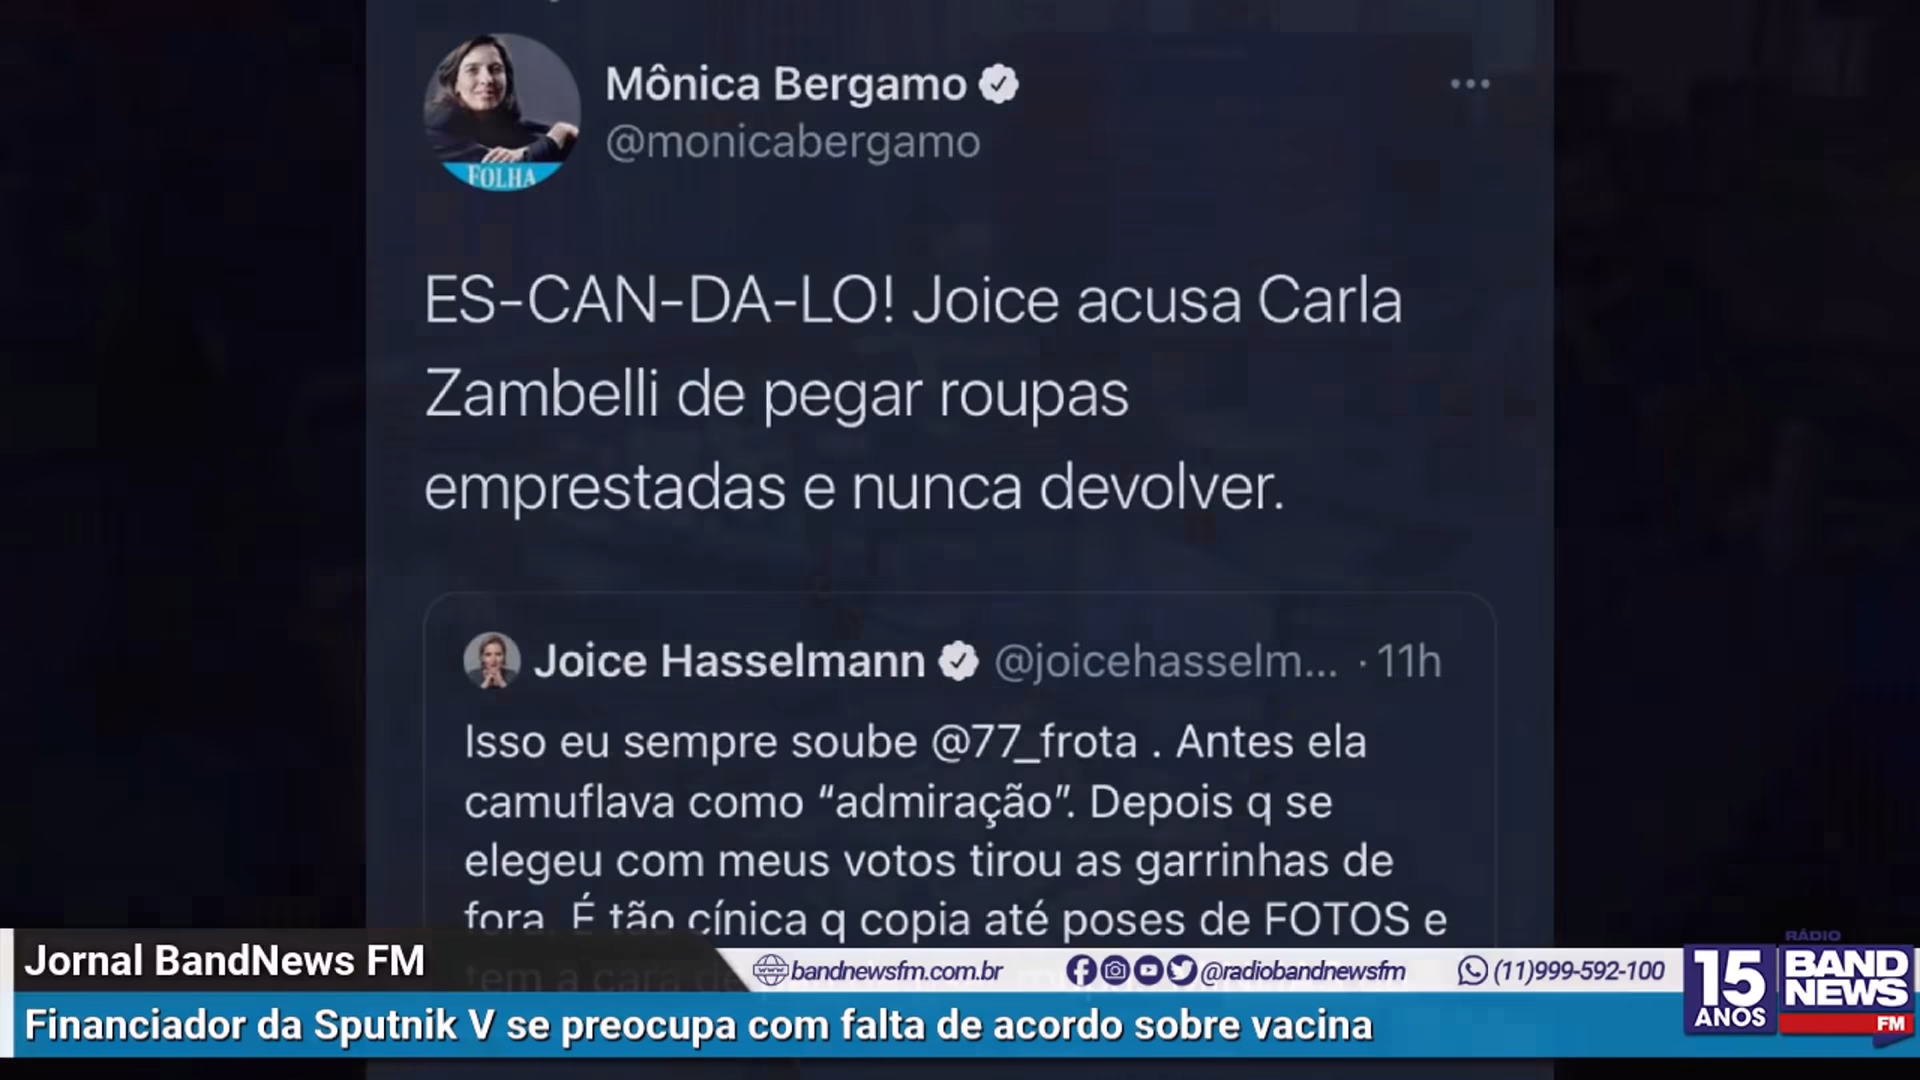 Mônica Bergamo
@monicabergamo
FOLHA
ES-CAN-DA-LO! Joice acusa Carla
Zambelli de pegar roupas
emprestadas e nunca devolver.
Joice Hasselmann @joicehasselm... · 11h
Isso eu sempre soube @77_frota . Antes ela
camuflava como “admiração”. Depois q se
elegeu com meus votos tirou as garrinhas de
fora. É tão cínica q copia até poses de FOTOS e
tem a cara
Jornal BandNews FM
bandnewsfm.com.br
@radiobandnewsfm
(11)999-592-100
Financiador da Sputnik V se preocupa com falta de acordo sobre vacina
15
ANOS
RÁDIO
BAND
NEWS
FM